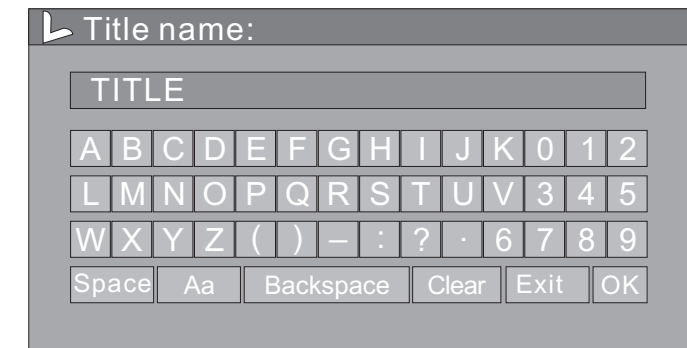 Title name:
TITLE
A B C D E F G H I J K 0 1 2
L M N O P Q R S T U V 3 4 5
W X Y Z ( ) – : ? · 6 7 8 9
Space Aa Backspace Clear Exit OK